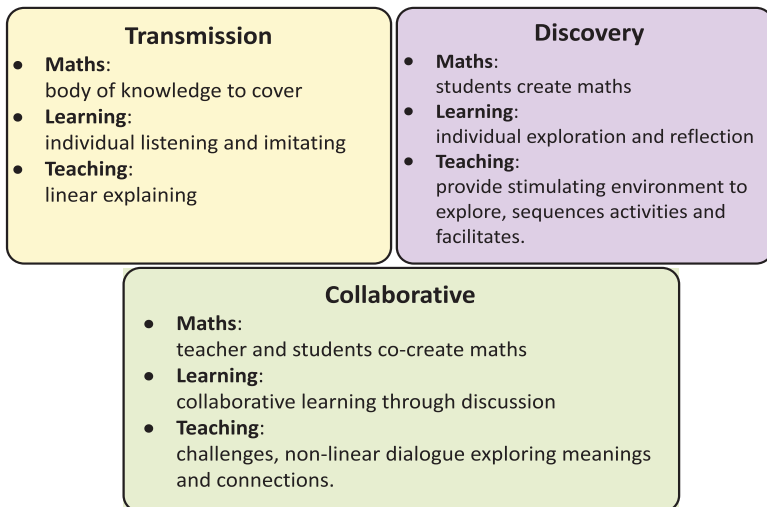 Transmission
● Maths:
body of knowledge to cover
● Learning:
individual listening and imitating
● Teaching:
linear explaining
Discovery
● Maths:
students create maths
● Learning:
individual exploration and reflection
● Teaching:
provide stimulating environment to
explore, sequences activities and
facilitates.
Collaborative
● Maths:
teacher and students co-create maths
● Learning:
collaborative learning through discussion
● Teaching:
challenges, non-linear dialogue exploring meanings
and connections.